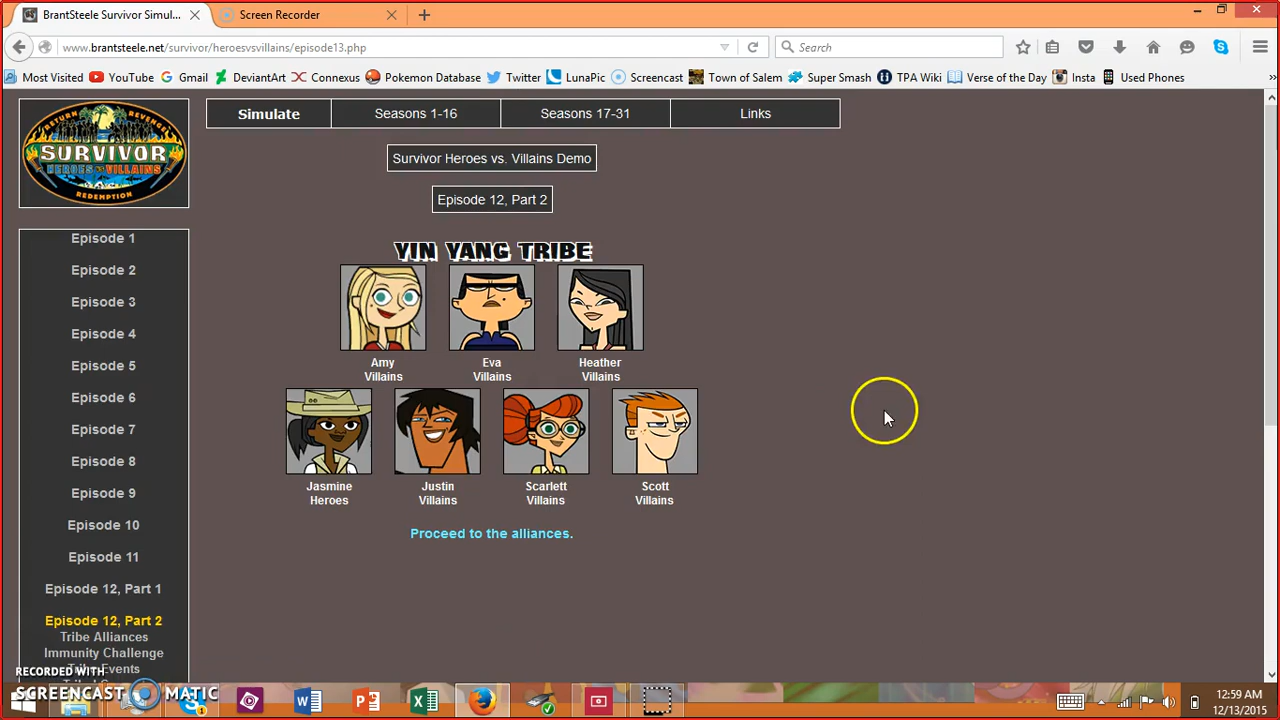 BrantSteele Survivor Simul...
Screen Recorder
www.brantsteele.net/survivor/heroesvsvillains/episode13.php
Search
Most Visited
YouTube
Gmail
DeviantArt
Connexus
Pokemon Database
Twitter
LunaPic
Screencast
Town of Salem
Super Smash
TPA Wiki
Verse of the Day
Insta
Used Phones
RETURN REVENGE
SURVIVOR
HEROES VS VILLAINS
REDEMPTION
Simulate
Seasons 1-16
Seasons 17-31
Links
Survivor Heroes vs. Villains Demo
Episode 12, Part 2
YIN YANG TRIBE
Amy
Villains
Eva
Villains
Heather
Villains
Jasmine
Heroes
Justin
Villains
Scarlett
Villains
Scott
Villains
Proceed to the alliances.
Episode 1
Episode 2
Episode 3
Episode 4
Episode 5
Episode 6
Episode 7
Episode 8
Episode 9
Episode 10
Episode 11
Episode 12, Part 1
Episode 12, Part 2
Tribe Alliances
Immunity Challenge
Tribe Events
RECORDED WITH
SCREENCAST MATIC
12:59 AM
12/13/2015